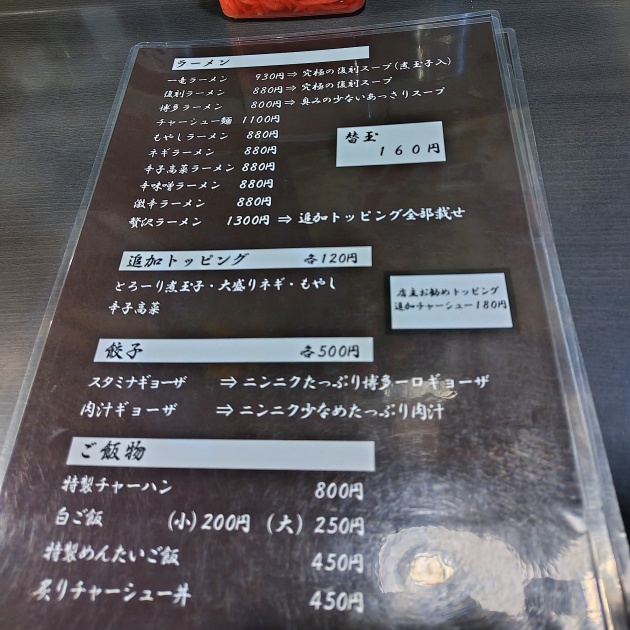 ラーメン
一竜ラーメン 930円⇒究極の復刻スープ(煮玉子入)
復刻ラーメン 880円⇒究極の復刻スープ
博多ラーメン 800円⇒臭みの少ないあっさりスープ
チャーシュー麺 1100円
もやしラーメン 880円
ネギラーメン 880円
辛子高菜ラーメン 880円
辛味噌ラーメン 880円
激辛ラーメン 880円
贅沢ラーメン 1300円 ⇒ 追加トッピング全部載せ
替玉
160円
追加トッピング 各120円
とろーり煮玉子・大盛りネギ・もやし
辛子高菜
店主お勧めトッピング
追加チャーシュー180円
餃子 各500円
スタミナギョーザ ⇒ニンニクたっぷり博多一口ギョーザ
肉汁ギョーザ ⇒ニンニク少なめたっぷり肉汁
ご飯物
特製チャーハン 800円
白ご飯 (小)200円 (大)250円
特製めんたいご飯 450円
炙りチャーシュー丼 450円